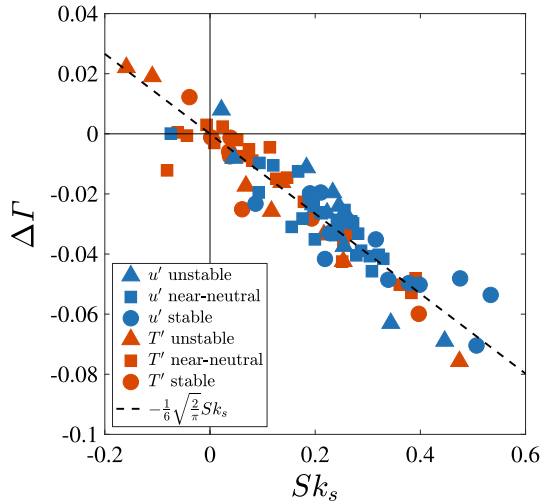 0.04
0.02
0
-0.02
-0.04
-0.06
-0.08
-0.1
ΔΓ
u′ unstable
u′ near-neutral
u′ stable
T′ unstable
T′ near-neutral
T′ stable
−1/6√(2/π)Sk_s
-0.2 0 0.2 0.4 0.6
Sk_s